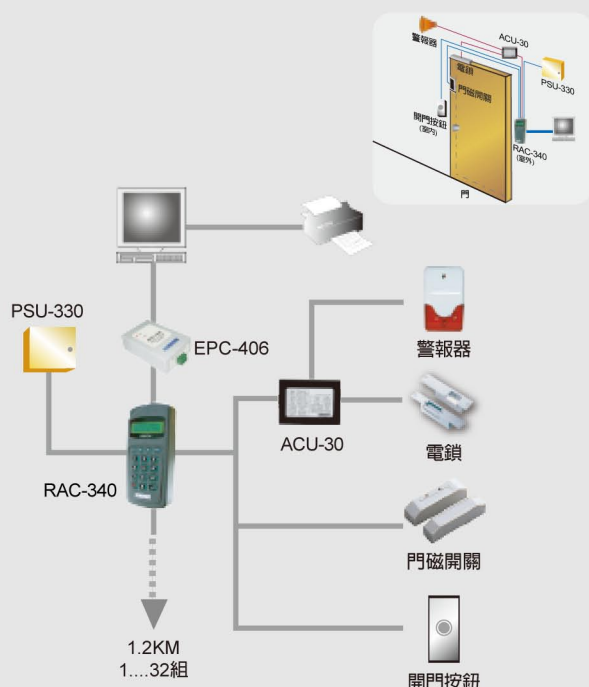 警報器
ACU-30
電鎖
門磁開關
PSU-330
開門按鈕
(室內)
RAC-340
(室外)
門
PSU-330
EPC-406
警報器
ACU-30
電鎖
RAC-340
門磁開關
1.2KM
1....32組
開門按鈕